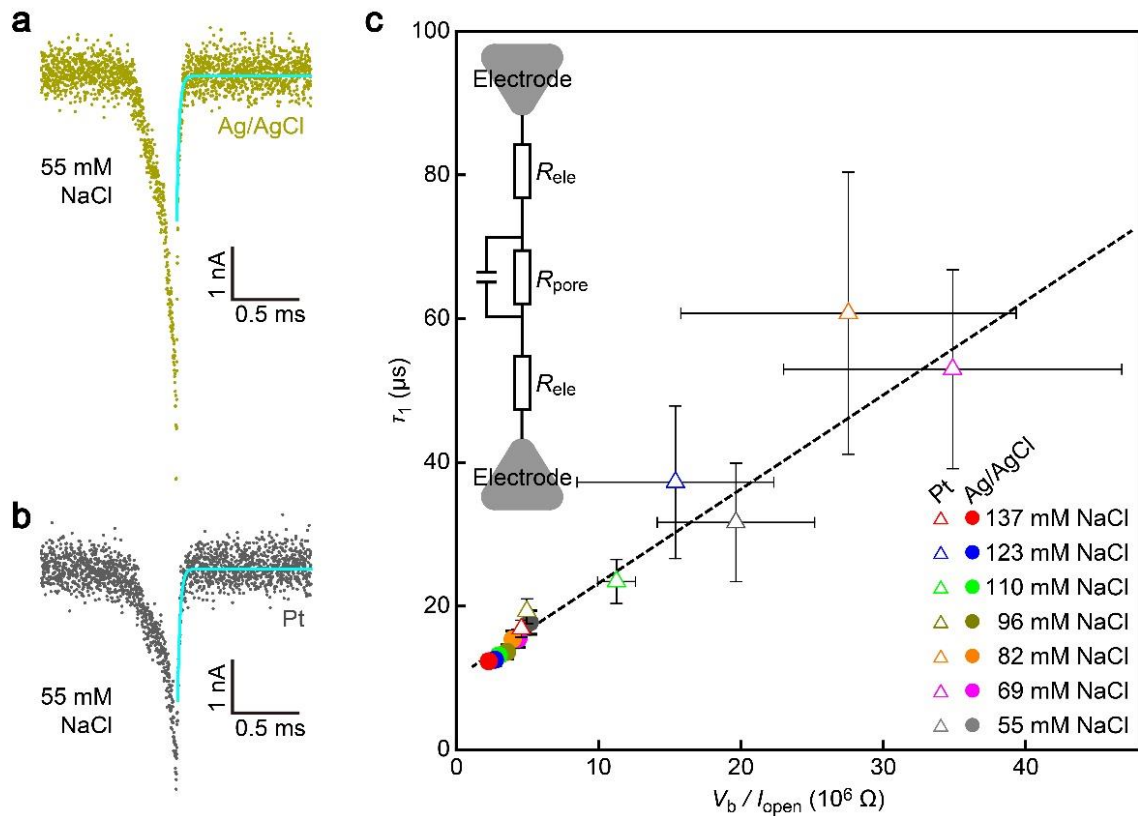 a
Ag/AgCl
55 mM
NaCl
1 nA
0.5 ms
b
Pt
55 mM
NaCl
1 nA
0.5 ms
c
100
80
60
40
20
0
τ1 (μs)
Electrode
Rele
Rpore
Rele
Electrode
Pt Ag/AgCl
137 mM NaCl
123 mM NaCl
110 mM NaCl
96 mM NaCl
82 mM NaCl
69 mM NaCl
55 mM NaCl
0 10 20 30 40
Vb / Iopen (10⁶ Ω)